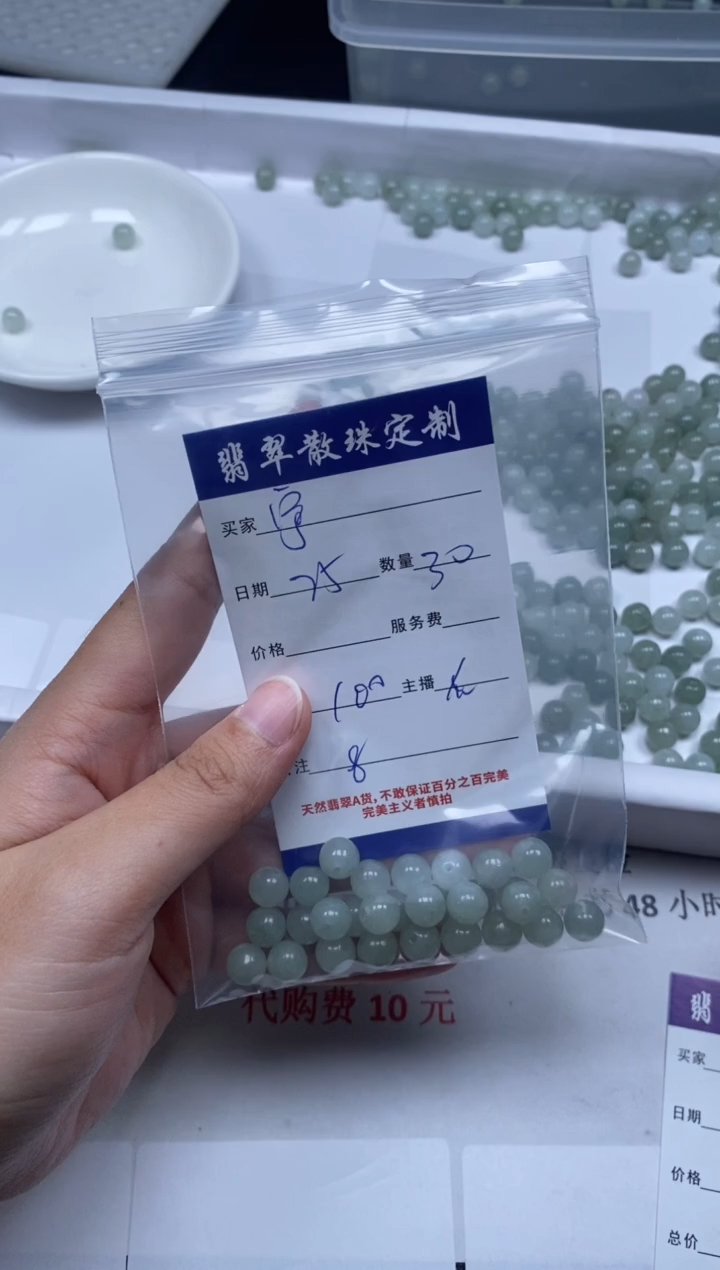 翡翠散珠定制
买家
日期 25 数量 30
价格 服务费
100 主播
注 8
天然翡翠A货,不敢保证百分之百完美
完美主义者慎拍
48 小时
代购费 10 元
翡
买家
日期
价格
总价